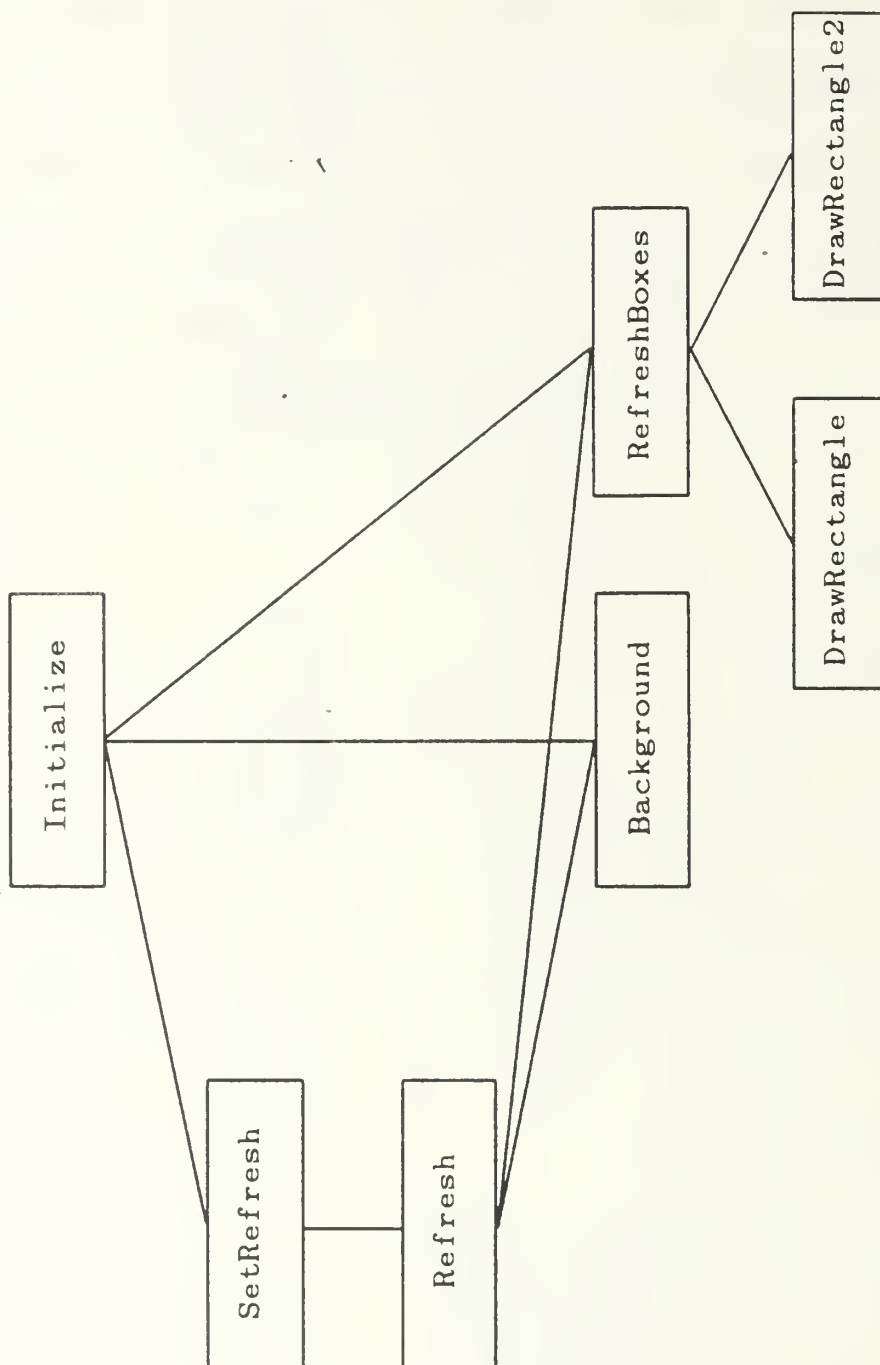 Initialize
SetRefresh
Refresh
Background
RefreshBoxes
DrawRectangle
DrawRectangle2